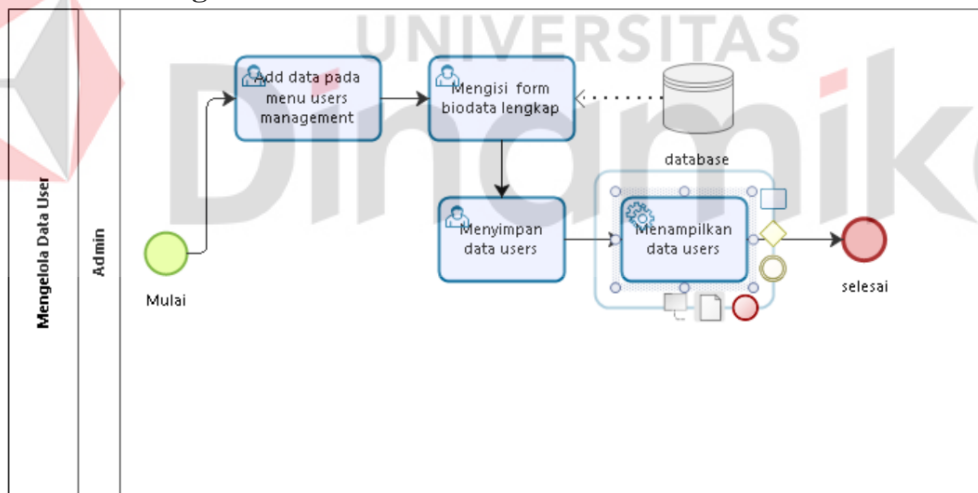 UNIVERSITAS
Dinamika
Mengelola Data User
Admin
Mulai
Add data pada
menu users
management
Mengisi form
biodata lengkap
database
Menyimpan
data users
Menampilkan
data users
selesai